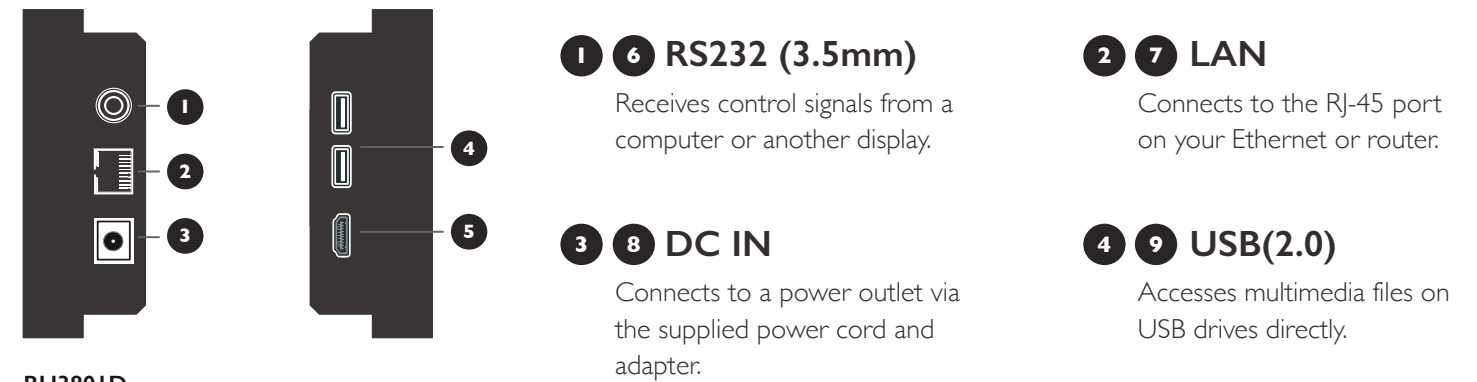 1
2
3
4
5
1 6 RS232 (3.5mm)
Receives control signals from a
computer or another display.
2 7 LAN
Connects to the RJ-45 port
on your Ethernet or router.
3 8 DC IN
Connects to a power outlet via
the supplied power cord and
adapter.
4 9 USB(2.0)
Accesses multimedia files on
USB drives directly.